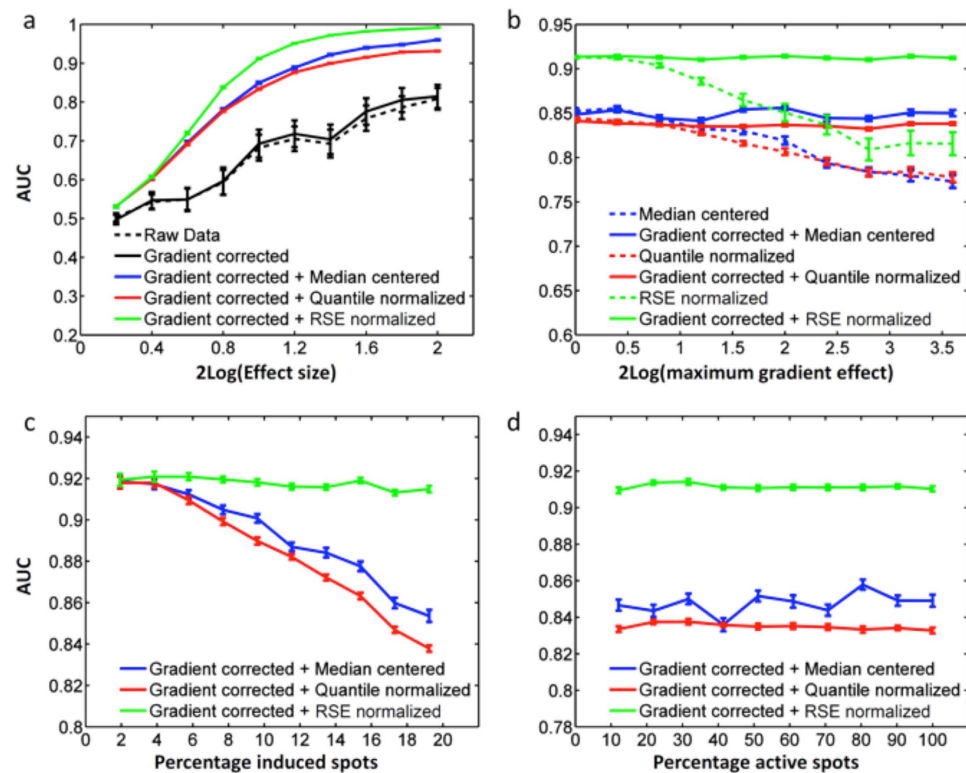 a
1
0.9
0.8
0.7
0.6
0.5
0.4
0.3
0.2
AUC
Raw Data
Gradient corrected
Gradient corrected + Median centered
Gradient corrected + Quantile normalized
Gradient corrected + RSE normalized
0 0.4 0.8 1.2 1.6 2
2Log(Effect size)
b
0.95
0.9
0.85
0.8
0.75
0.7
0.65
0.6
Median centered
Gradient corrected + Median centered
Quantile normalized
Gradient corrected + Quantile normalized
RSE normalized
Gradient corrected + RSE normalized
0 0.5 1 1.5 2 2.5 3 3.5
2Log(maximum gradient effect)
c
0.94
0.92
0.9
0.88
0.86
0.84
0.82
0.8
AUC
Gradient corrected + Median centered
Gradient corrected + Quantile normalized
Gradient corrected + RSE normalized
0 2 4 6 8 10 12 14 16 18 20
Percentage induced spots
d
0.94
0.92
0.9
0.88
0.86
0.84
0.82
0.80
0.78
Gradient corrected + Median centered
Gradient corrected + Quantile normalized
Gradient corrected + RSE normalized
0 10 20 30 40 50 60 70 80 90 100
Percentage active spots